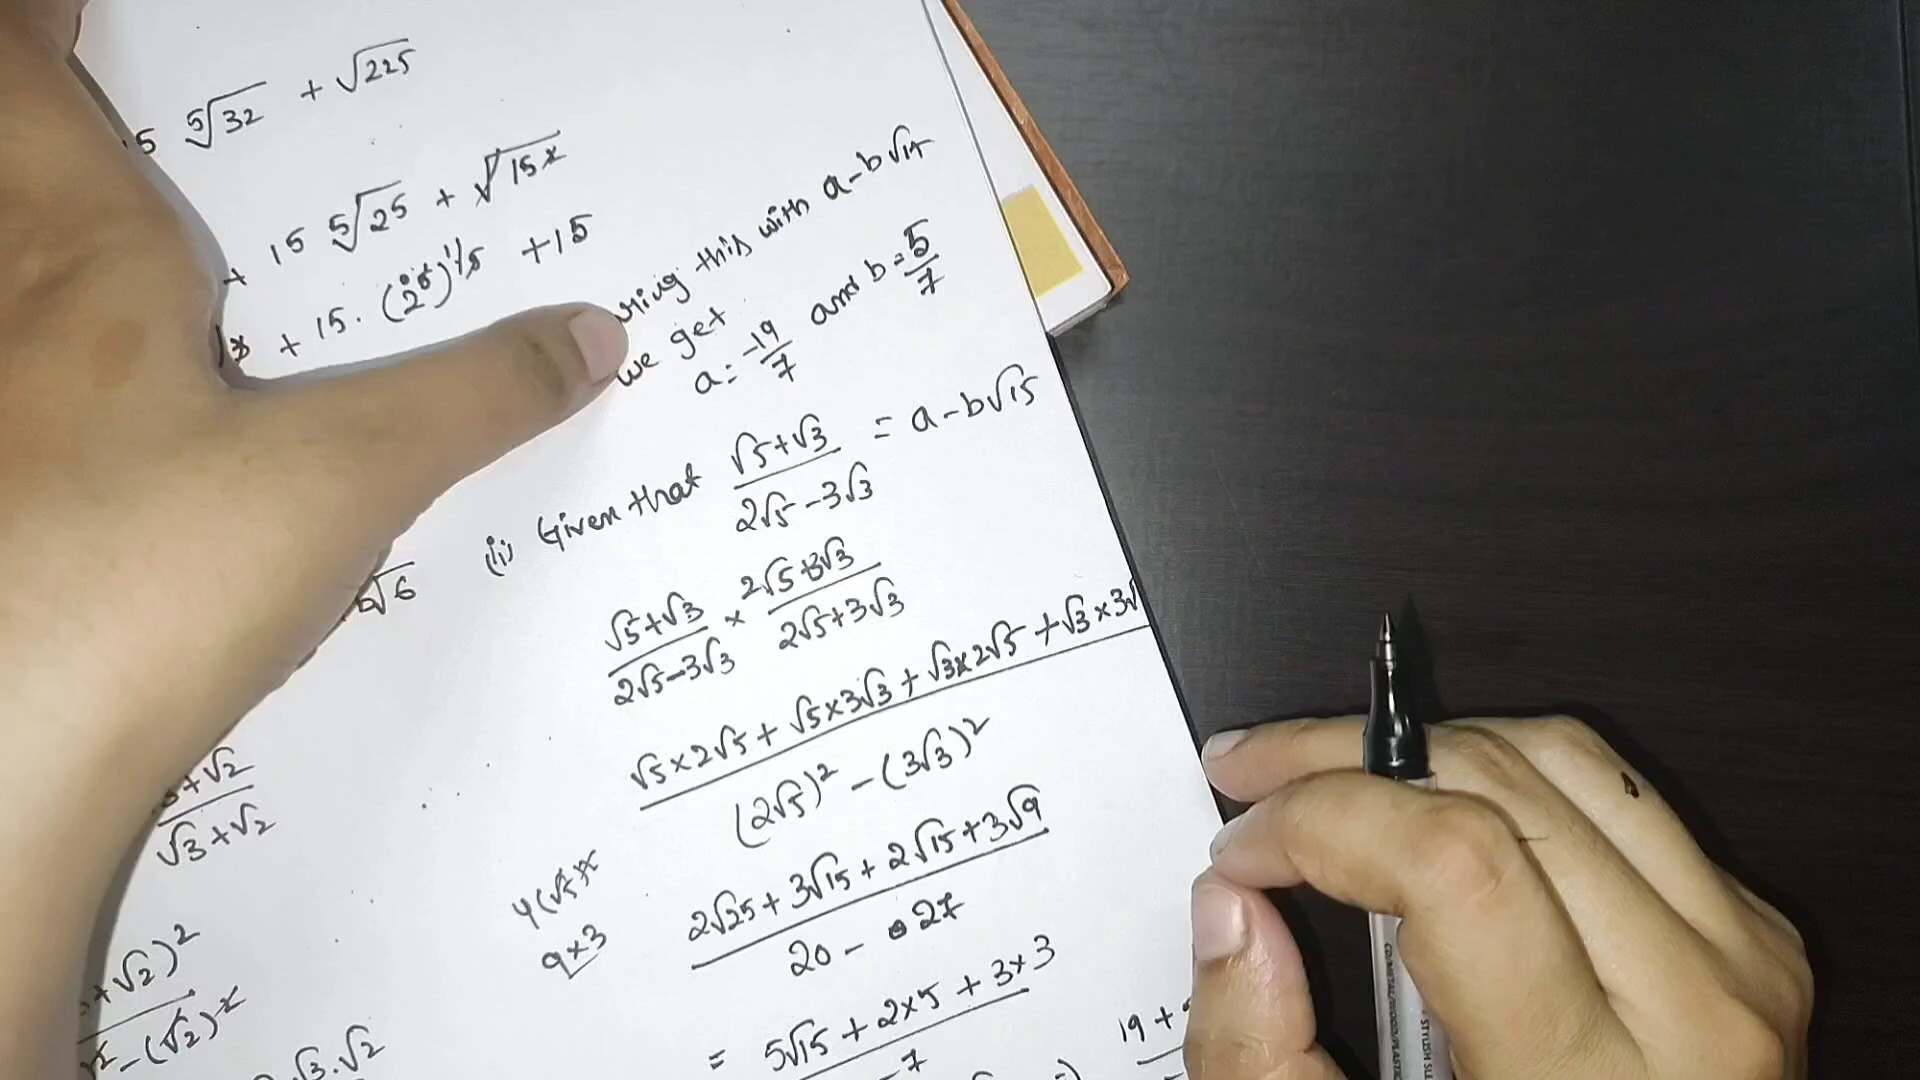 5 ⁵√32 + √225
+ 15 ⁵√2⁵ + √15²
+ 15 . (2⁵)^1/5 + 15
ring this with a-b√15
we get
a = -19/7 and b = 5/7
(ii) Given that (√5+√3)/(2√5-3√3) = a-b√15
(√5+√3)/(2√5-3√3) × (2√5+3√3)/(2√5+3√3)
(√5×2√5 + √5×3√3 + √3×2√5 + √3×3√)/((2√5)² - (3√3)²)
(2√25 + 3√15 + 2√15 + 3√9)/(20 - 27)
= (5√15 + 2×5 + 3×3)/-7
19 +
√6
+√2
√3+√2
4(√5)²
9×3
+√2)²
-(√2)²
√3.√2